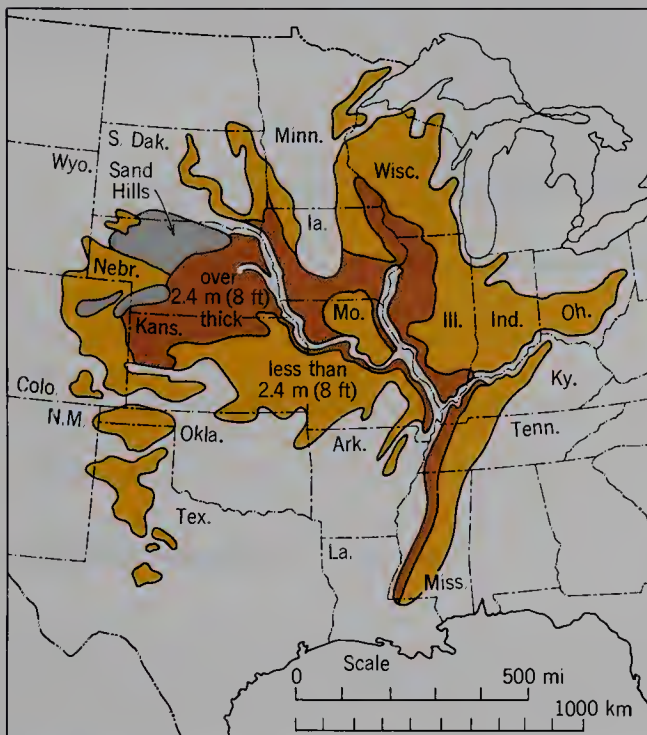 S. Dak.
Minn.
Wyo.
Sand
Hills
Wisc.
Ia.
Nebr.
over
2.4 m (8 ft)
thick
Mo.
Ill.
Ind.
Oh.
Kans.
less than
2.4 m (8 ft)
Colo.
Ky.
N.M.
Okla.
Ark.
Tenn.
Tex.
La.
Miss.
Scale
0
500 mi
1000 km